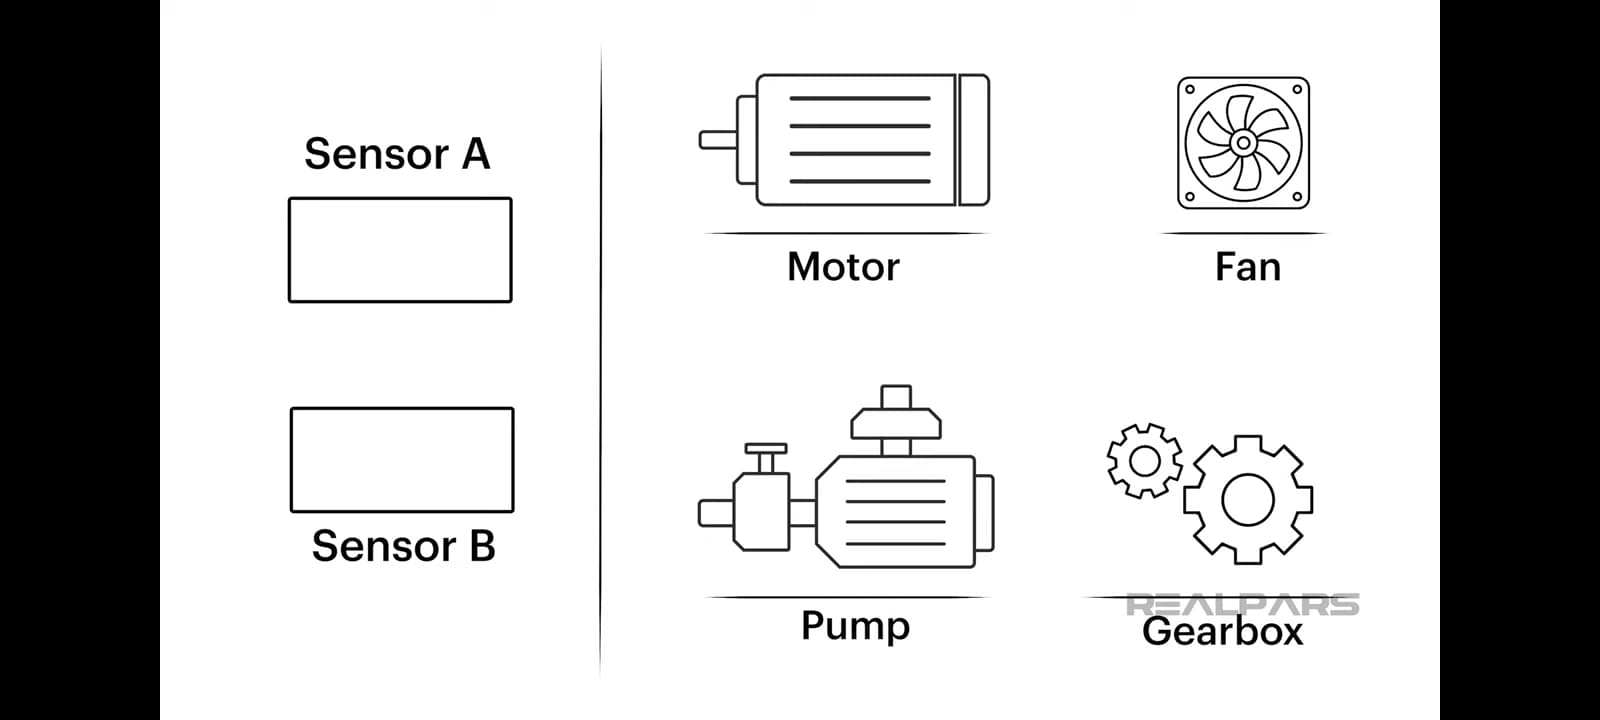 Sensor A
Sensor B
Motor
Fan
Pump
REALPARS
Gearbox